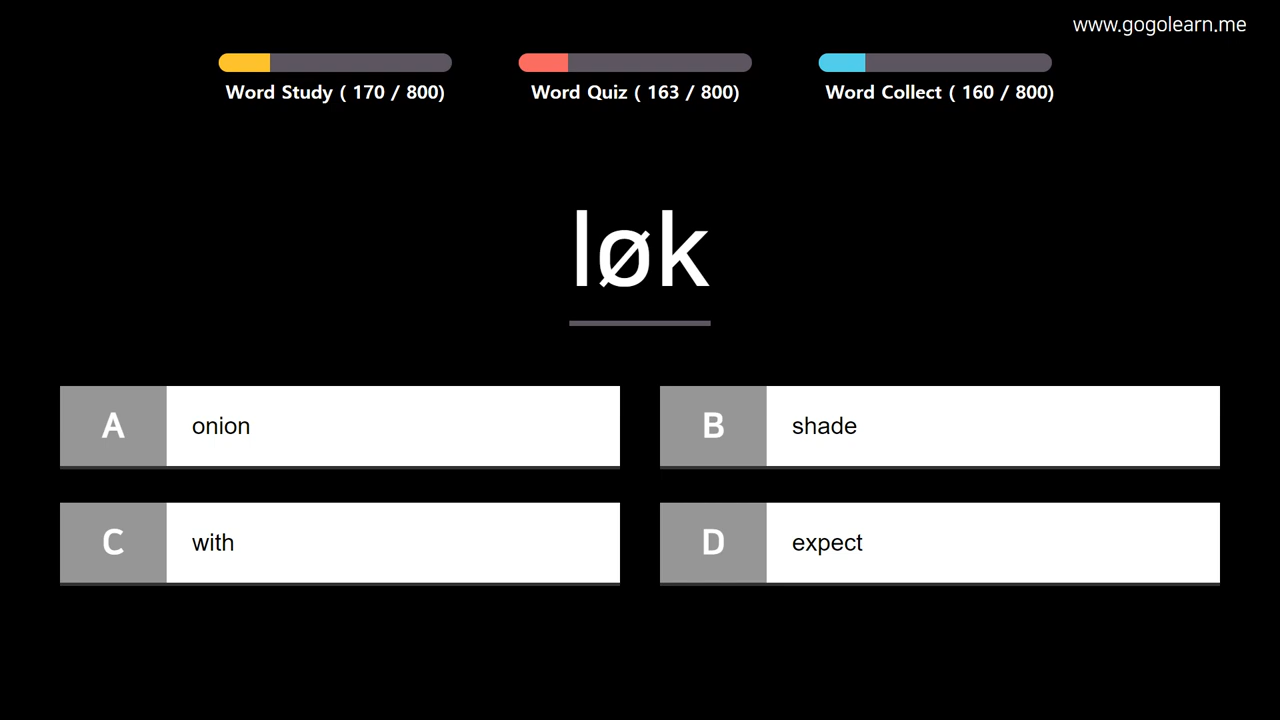 www.gogolearn.me
Word Study ( 170 / 800)
Word Quiz ( 163 / 800)
Word Collect ( 160 / 800)
løk
A onion
B shade
C with
D expect